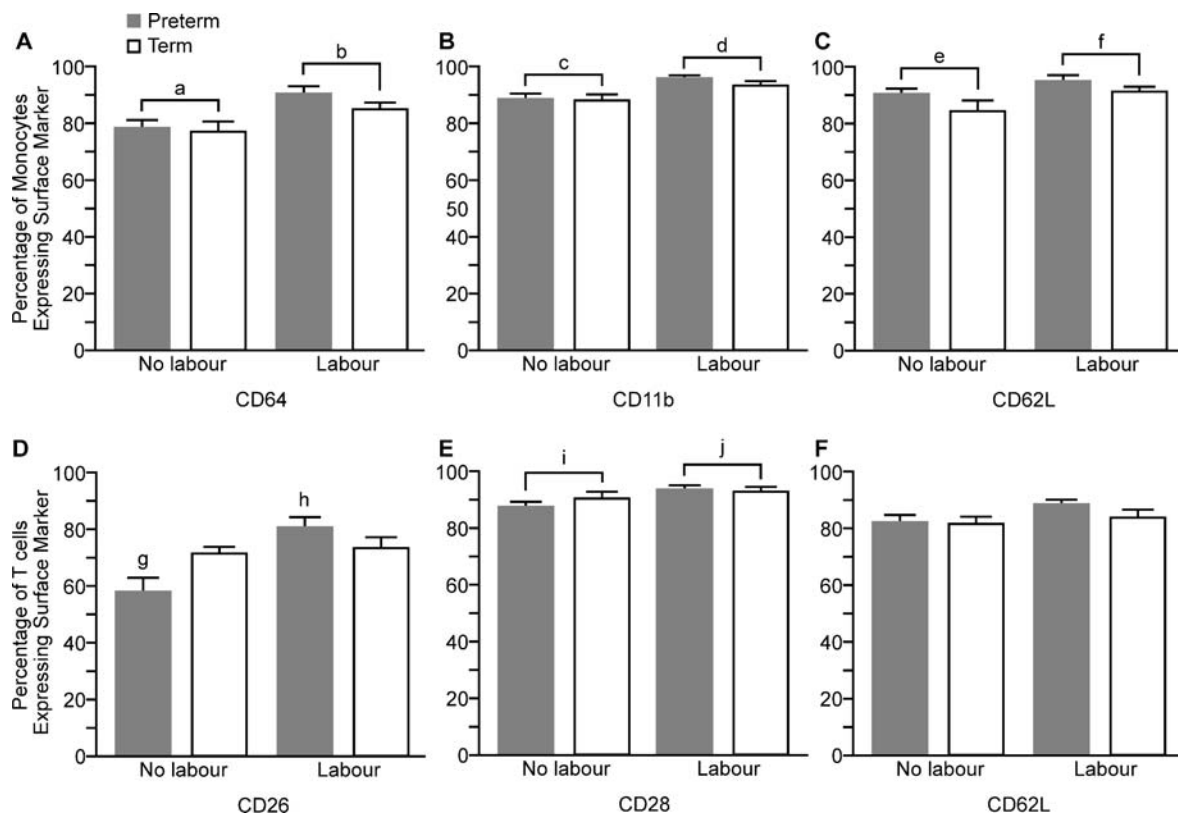 Preterm
Term
A
B
C
a
b
c
d
e
f
Percentage of Monocytes
Expressing Surface Marker
100
80
60
40
20
0
No labour
Labour
CD64
100
80
60
40
20
0
No labour
Labour
CD11b
100
80
60
40
20
0
No labour
Labour
CD62L
D
E
F
g
h
i
j
Percentage of T cells
Expressing Surface Marker
100
80
60
40
20
0
No labour
Labour
CD26
100
80
60
40
20
0
No labour
Labour
CD28
100
80
60
40
20
0
No labour
Labour
CD62L